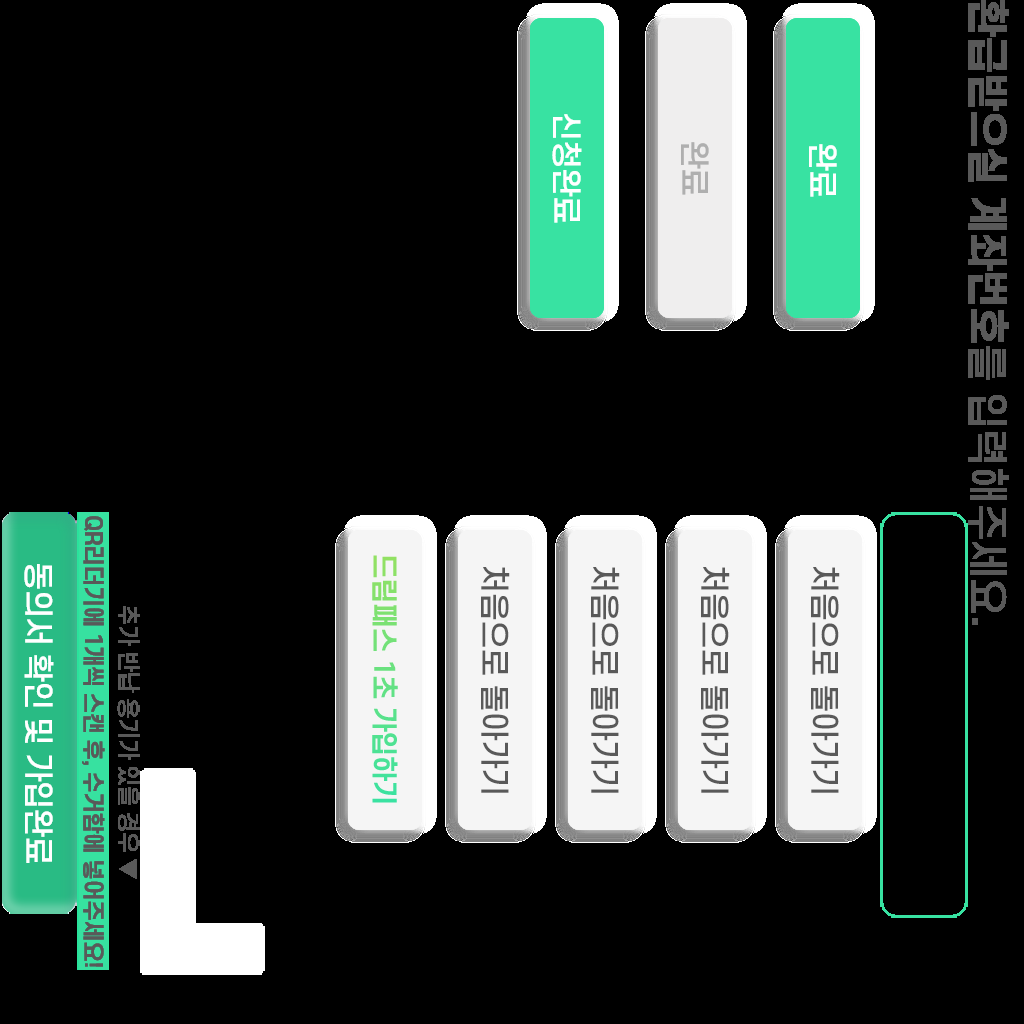 환급받으실 계좌번호를 입력해주세요.
완료
완료
신청완료
처음으로 돌아가기
처음으로 돌아가기
처음으로 돌아가기
처음으로 돌아가기
드림패스 1초 가입하기
추가 반납 용기가 있을 경우 ▼
QR리더기에 1개씩 스캔 후, 수거함에 넣어주세요!
동의서 확인 및 가입완료